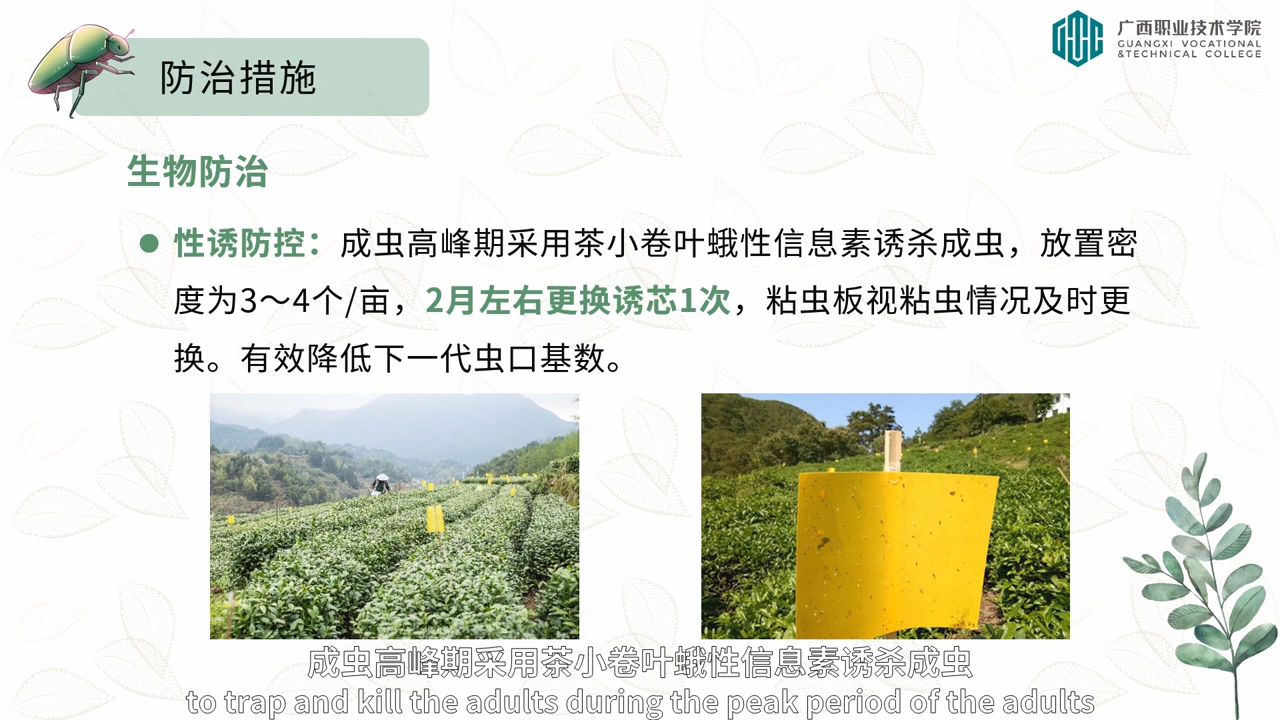 防治措施
广西职业技术学院
GUANGXI VOCATIONAL
&TECHNICAL COLLEGE
生物防治
性诱防控：成虫高峰期采用茶小卷叶蛾性信息素诱杀成虫，放置密
度为3～4个/亩，2月左右更换诱芯1次，粘虫板视粘虫情况及时更
换。有效降低下一代虫口基数。
成虫高峰期采用茶小卷叶蛾性信息素诱杀成虫
to trap and kill the adults during the peak period of the adults